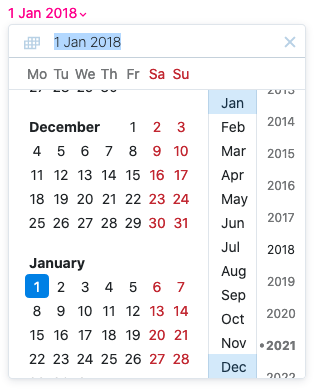 1 Jan 2018
1 Jan 2018
Mo Tu We Th Fr Sa Su
December 1 2 3
4 5 6 7 8 9 10
11 12 13 14 15 16 17
18 19 20 21 22 23 24
25 26 27 28 29 30 31
January
1 2 3 4 5 6 7
8 9 10 11 12 13 14
15 16 17 18 19 20 21
22 23 24 25 26 27 28
Jan
Feb
Mar
Apr
May
Jun
Jul
Aug
Sep
Oct
Nov
Dec
2013
2014
2015
2016
2017
2018
2019
2020
•2021
2022